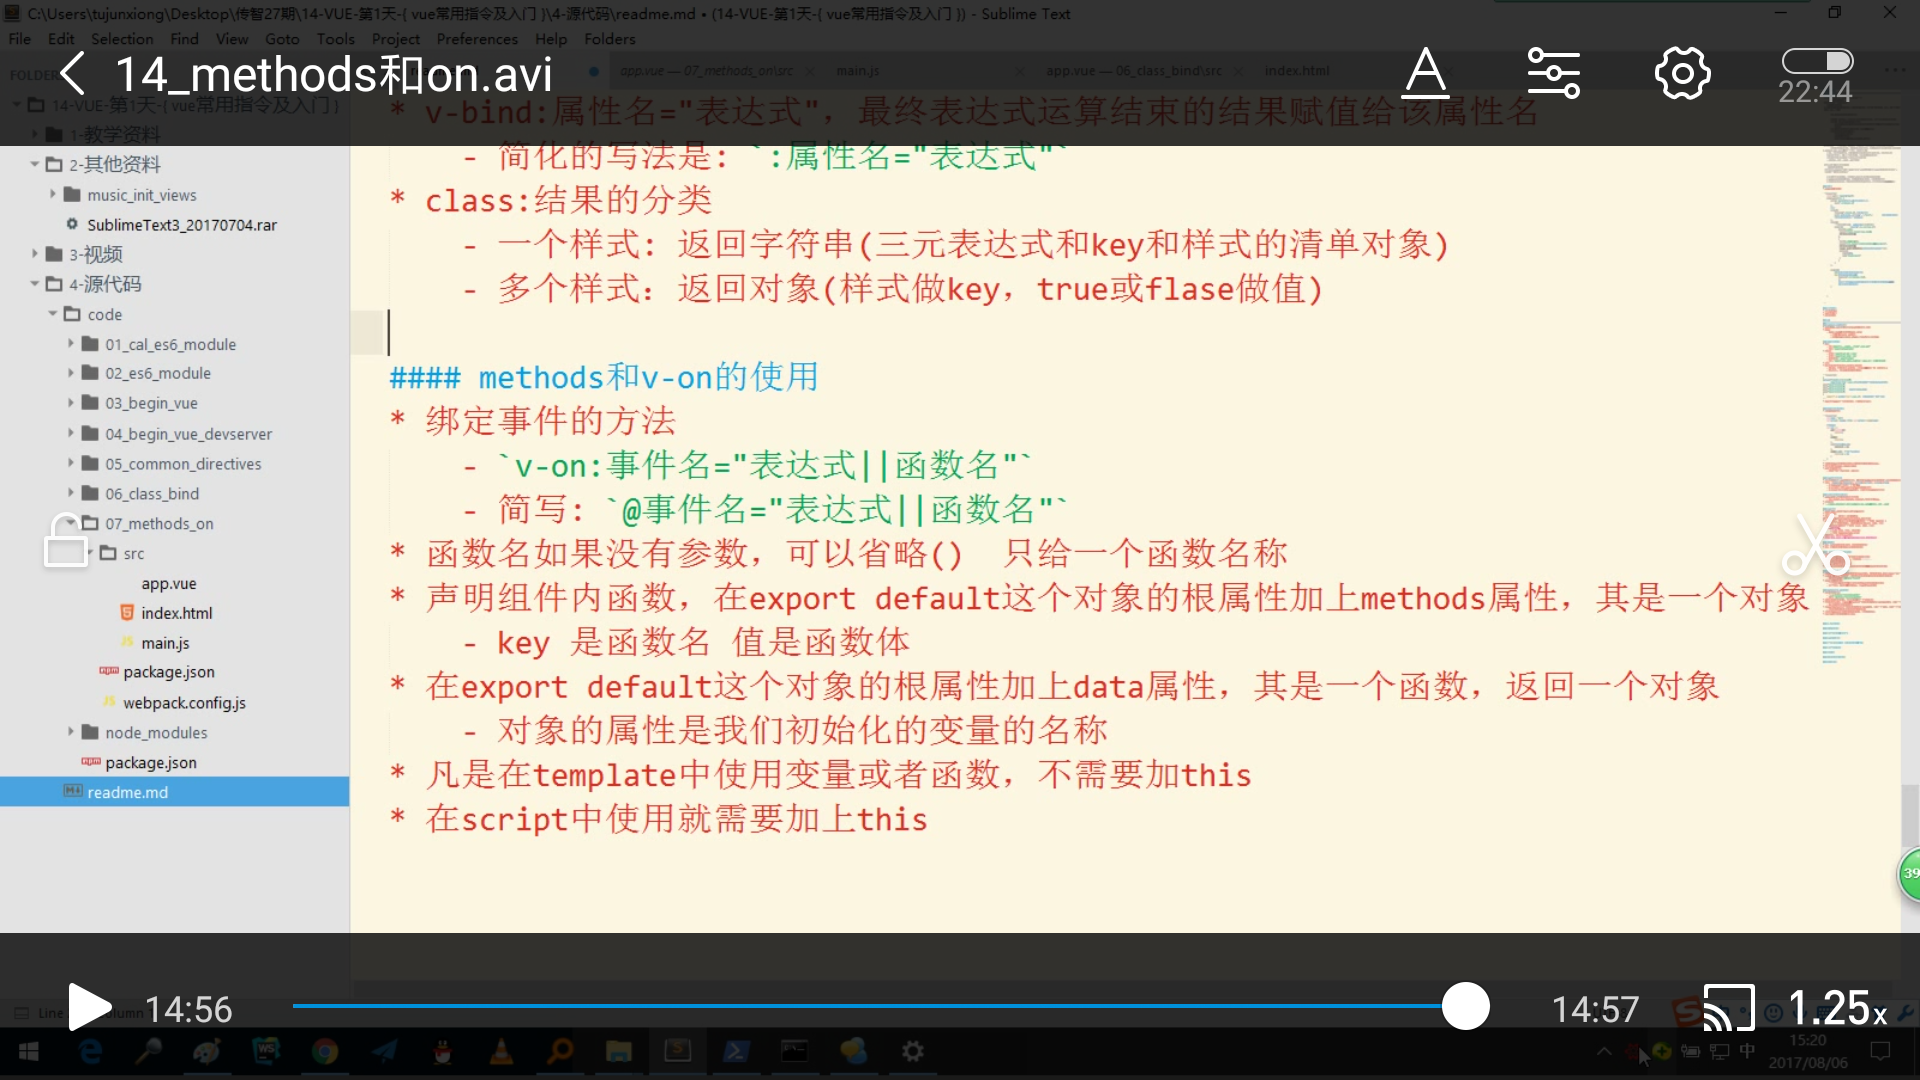 C:\Users\tujunxiong\Desktop\传智27期\14-VUE-第1天-{ vue常用指令及入门 }\4-源代码\readme.md • (14-VUE-第1天-{ vue常用指令及入门 }) - Sublime Text
File Edit Selection Find View Goto Tools Project Preferences Help Folders
14_methods和on.avi
22:44
app.vue — 07_methods_on\src
main.js
app.vue — 06_class_bind\src
index.html
14-VUE-第1天-{ vue常用指令及入门 }
1-教学资料
2-其他资料
music_init_views
SublimeText3_20170704.rar
3-视频
4-源代码
code
01_cal_es6_module
02_es6_module
03_begin_vue
04_begin_vue_devserver
05_common_directives
06_class_bind
07_methods_on
src
app.vue
index.html
main.js
package.json
webpack.config.js
node_modules
package.json
readme.md
* v-bind:属性名="表达式", 最终表达式运算结束的结果赋值给该属性名
- 简化的写法是: `:属性名="表达式"`
* class:结果的分类
- 一个样式: 返回字符串(三元表达式和key和样式的清单对象)
- 多个样式: 返回对象(样式做key, true或flase做值)
#### methods和v-on的使用
* 绑定事件的方法
- `v-on:事件名="表达式||函数名"`
- 简写: `@事件名="表达式||函数名"`
* 函数名如果没有参数, 可以省略() 只给一个函数名称
* 声明组件内函数, 在export default这个对象的根属性加上methods属性, 其是一个对象
- key 是函数名 值是函数体
* 在export default这个对象的根属性加上data属性, 其是一个函数, 返回一个对象
- 对象的属性是我们初始化的变量的名称
* 凡是在template中使用变量或者函数, 不需要加this
* 在script中使用就需要加上this
39
14:56
14:57
1.25x
中
15:20
2017/08/06